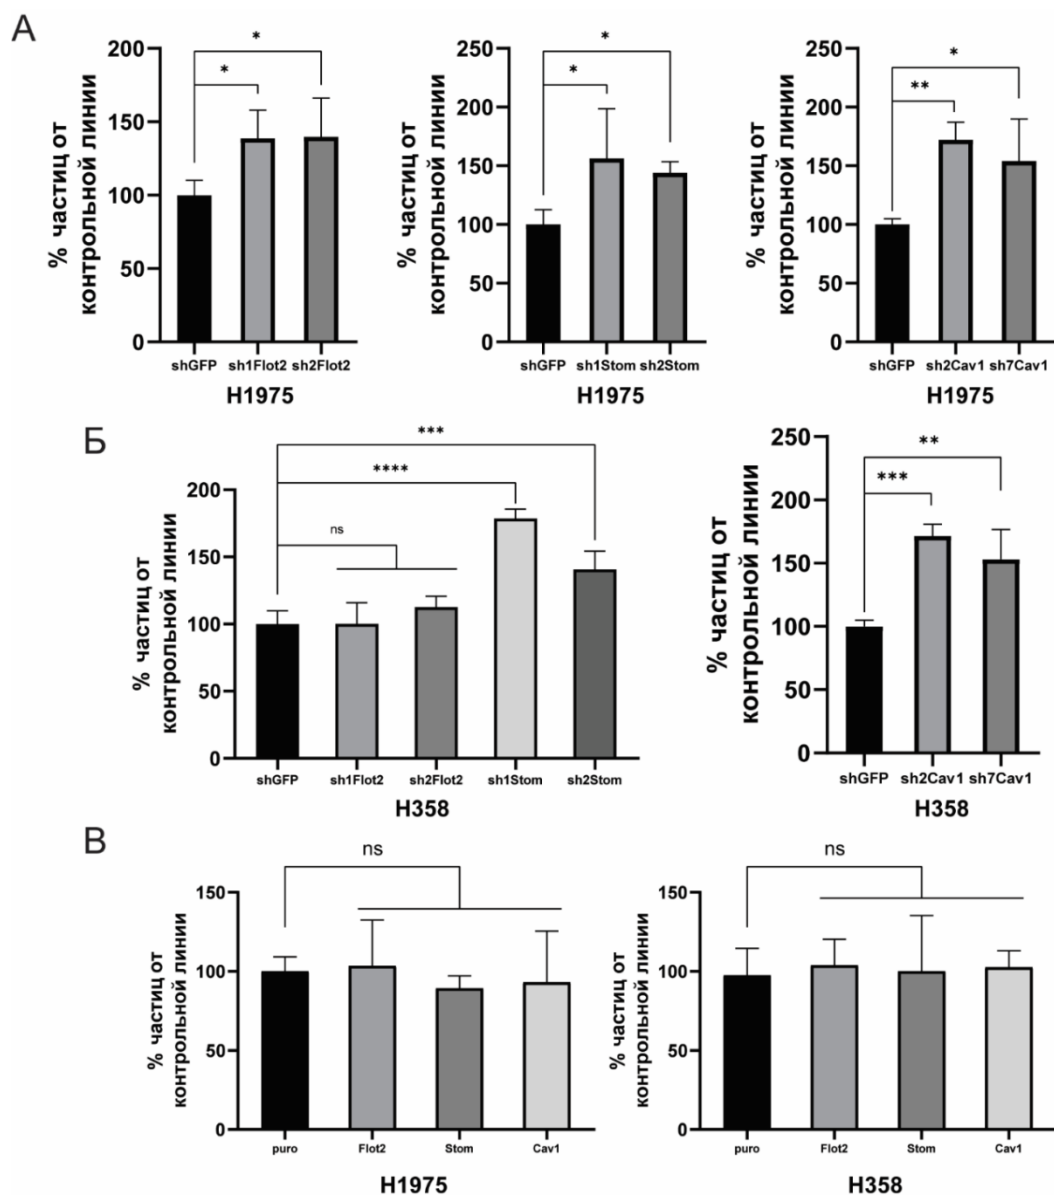 А
% частиц от
контрольной линии
200
150
100
50
0
*
*
shGFP sh1Flot2 sh2Flot2
H1975
% частиц от
контрольной линии
250
200
150
100
50
0
*
*
shGFP sh1Stom sh2Stom
H1975
% частиц от
контрольной линии
250
200
150
100
50
0
*
**
shGFP sh2Cav1 sh7Cav1
H1975
Б
% частиц от
контрольной линии
200
150
100
50
0
***
****
ns
shGFP sh1Flot2 sh2Flot2 sh1Stom sh2Stom
H358
% частиц от
контрольной линии
250
200
150
100
50
0
**
***
shGFP sh2Cav1 sh7Cav1
H358
В
% частиц от
контрольной линии
150
100
50
0
ns
puro Flot2 Stom Cav1
H1975
% частиц от
контрольной линии
150
100
50
0
ns
puro Flot2 Stom Cav1
H358